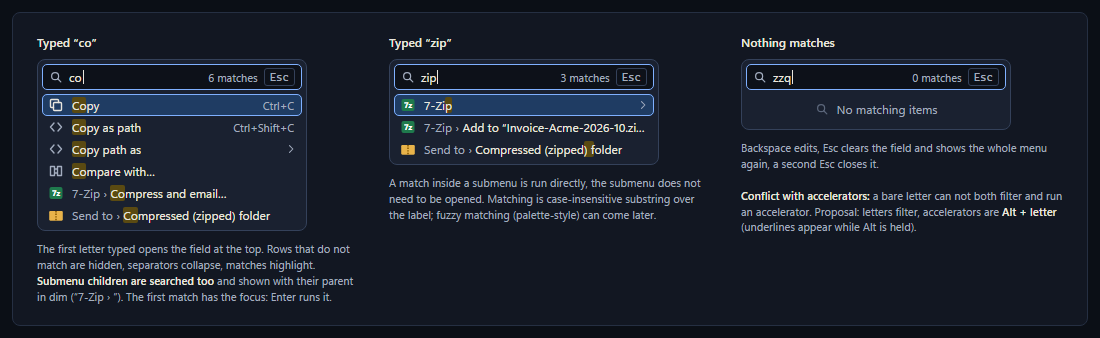 Typed “co”
co
6 matches
Esc
Copy
Ctrl+C
Copy as path
Ctrl+Shift+C
Copy path as
Compare with...
7z
7-Zip › Compress and email...
Send to › Compressed (zipped) folder
The first letter typed opens the field at the top. Rows that do not
match are hidden, separators collapse, matches highlight.
Submenu children are searched too and shown with their parent
in dim (“7-Zip › ”). The first match has the focus: Enter runs it.
Typed “zip”
zip
3 matches
Esc
7z
7-Zip
7z
7-Zip › Add to “Invoice-Acme-2026-10.zi...
Send to › Compressed (zipped) folder
A match inside a submenu is run directly, the submenu does not
need to be opened. Matching is case-insensitive substring over
the label; fuzzy matching (palette-style) can come later.
Nothing matches
zzq
0 matches
Esc
No matching items
Backspace edits, Esc clears the field and shows the whole menu
again, a second Esc closes it.
Conflict with accelerators: a bare letter can not both filter and run
an accelerator. Proposal: letters filter, accelerators are Alt + letter
(underlines appear while Alt is held).